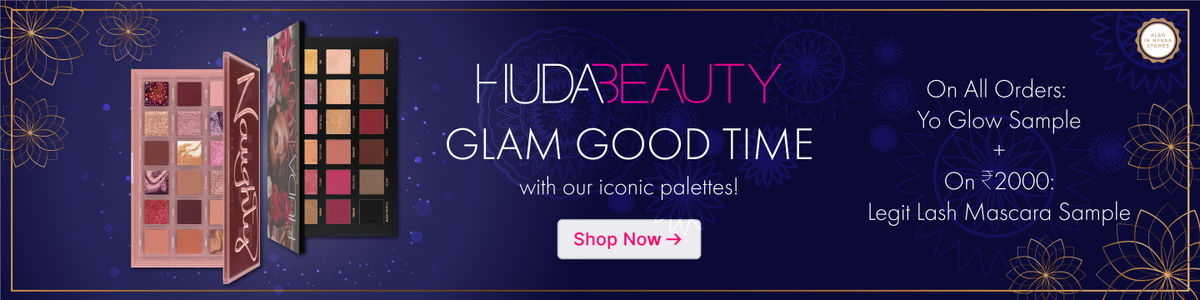 Naughty
HUDABEAUTY
GLAM GOOD TIME
with our iconic palettes!
Shop Now →
On All Orders:
Yo Glow Sample
+
On ₹2000:
Legit Lash Mascara Sample
ALSO
IN NYKAA
STORES